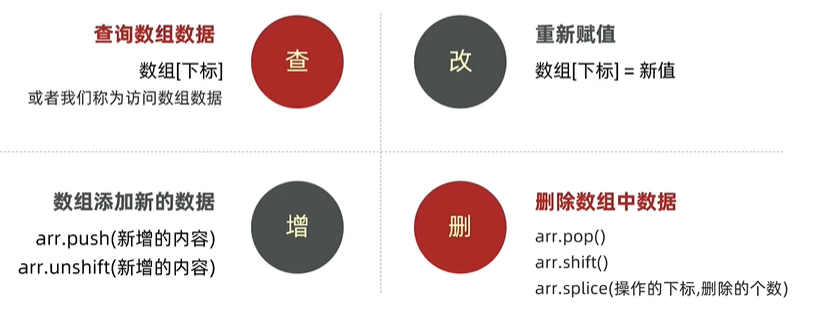 查询数组数据
数组[下标]
或者我们称为访问数组数据
查
改
重新赋值
数组[下标] = 新值
数组添加新的数据
arr.push(新增的内容)
arr.unshift(新增的内容)
增
删
删除数组中数据
arr.pop()
arr.shift()
arr.splice(操作的下标,删除的个数)